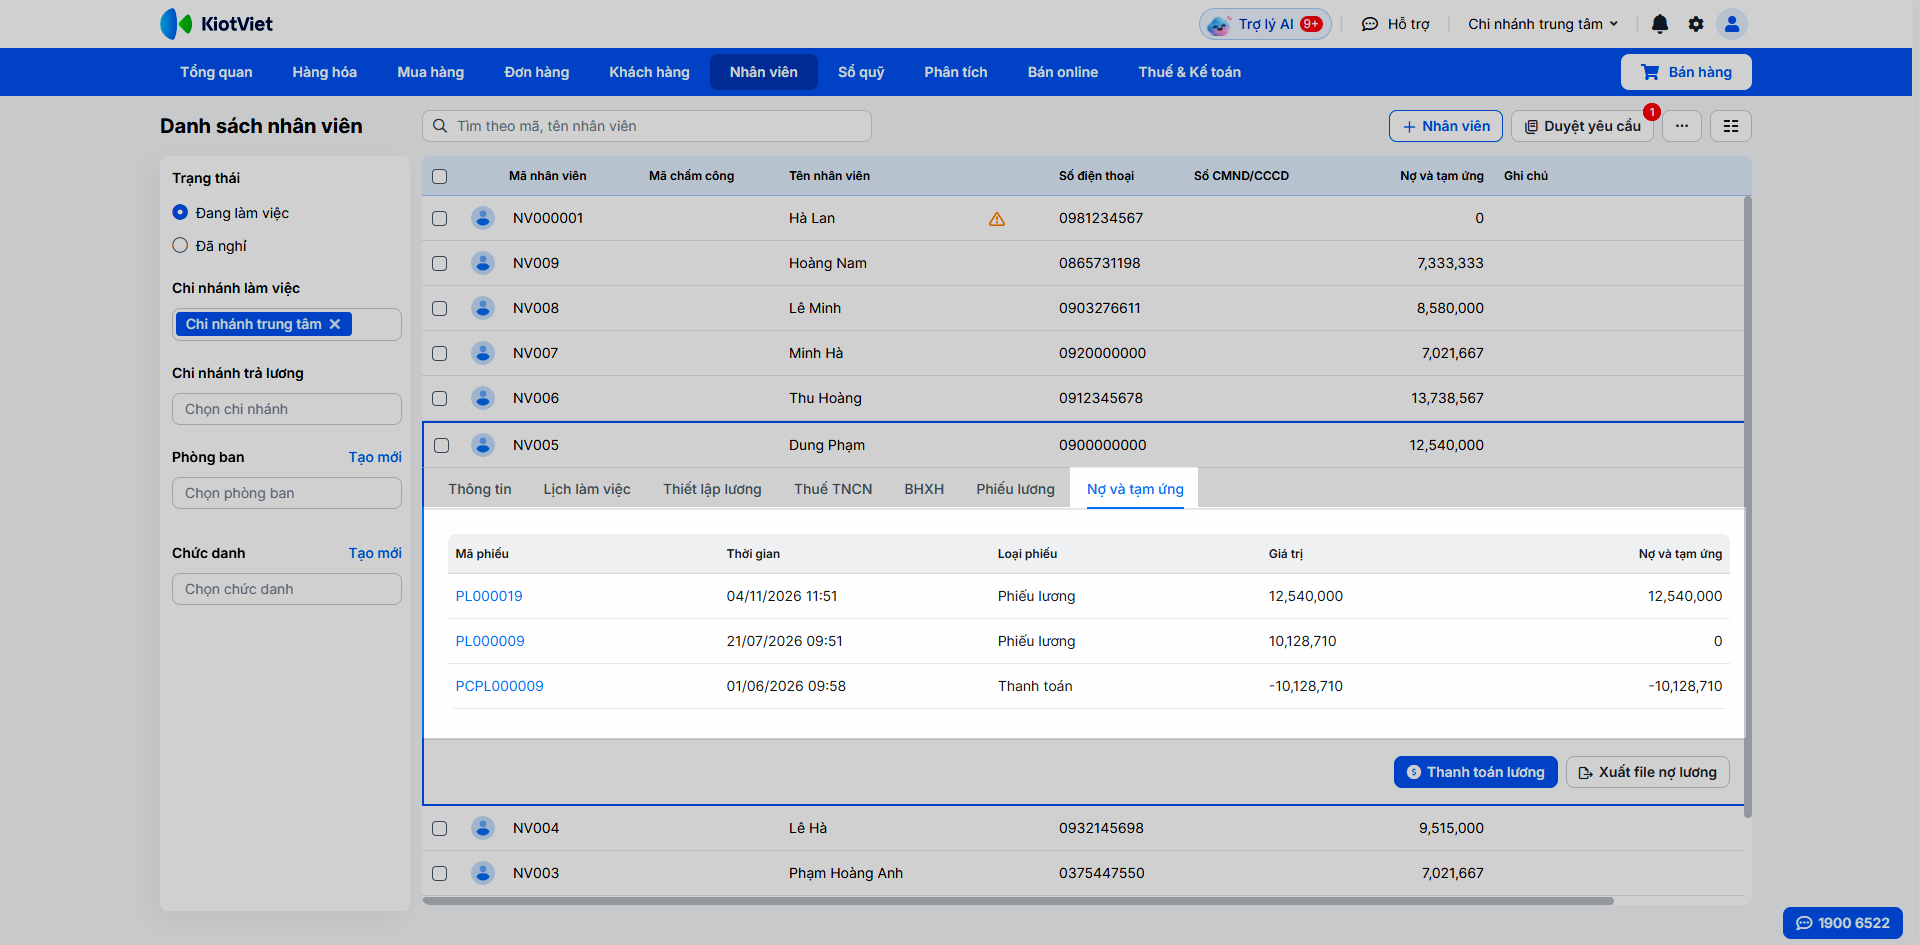 KiotViet
Trợ lý AI 9+
Hỗ trợ
Chi nhánh trung tâm
Tổng quan
Hàng hóa
Mua hàng
Đơn hàng
Khách hàng
Nhân viên
Sổ quỹ
Phân tích
Bán online
Thuế & Kế toán
Bán hàng
Danh sách nhân viên
Tìm theo mã, tên nhân viên
+ Nhân viên
Duyệt yêu cầu 1
Trạng thái
Đang làm việc
Đã nghỉ
Chi nhánh làm việc
Chi nhánh trung tâm
Chi nhánh trả lương
Chọn chi nhánh
Phòng ban Tạo mới
Chọn phòng ban
Chức danh Tạo mới
Chọn chức danh
Mã nhân viên Mã chấm công Tên nhân viên Số điện thoại Số CMND/CCCD Nợ và tạm ứng Ghi chú
NV000001 Hà Lan 0981234567 0
NV009 Hoàng Nam 0865731198 7,333,333
NV008 Lê Minh 0903276611 8,580,000
NV007 Minh Hà 0920000000 7,021,667
NV006 Thu Hoàng 0912345678 13,738,567
NV005 Dung Phạm 0900000000 12,540,000
Thông tin Lịch làm việc Thiết lập lương Thuế TNCN BHXH Phiếu lương Nợ và tạm ứng
Mã phiếu Thời gian Loại phiếu Giá trị Nợ và tạm ứng
PL000019 04/11/2026 11:51 Phiếu lương 12,540,000 12,540,000
PL000009 21/07/2026 09:51 Phiếu lương 10,128,710 0
PCPL000009 01/06/2026 09:58 Thanh toán -10,128,710 -10,128,710
Thanh toán lương
Xuất file nợ lương
NV004 Lê Hà 0932145698 9,515,000
NV003 Phạm Hoàng Anh 0375447550 7,021,667
1900 6522